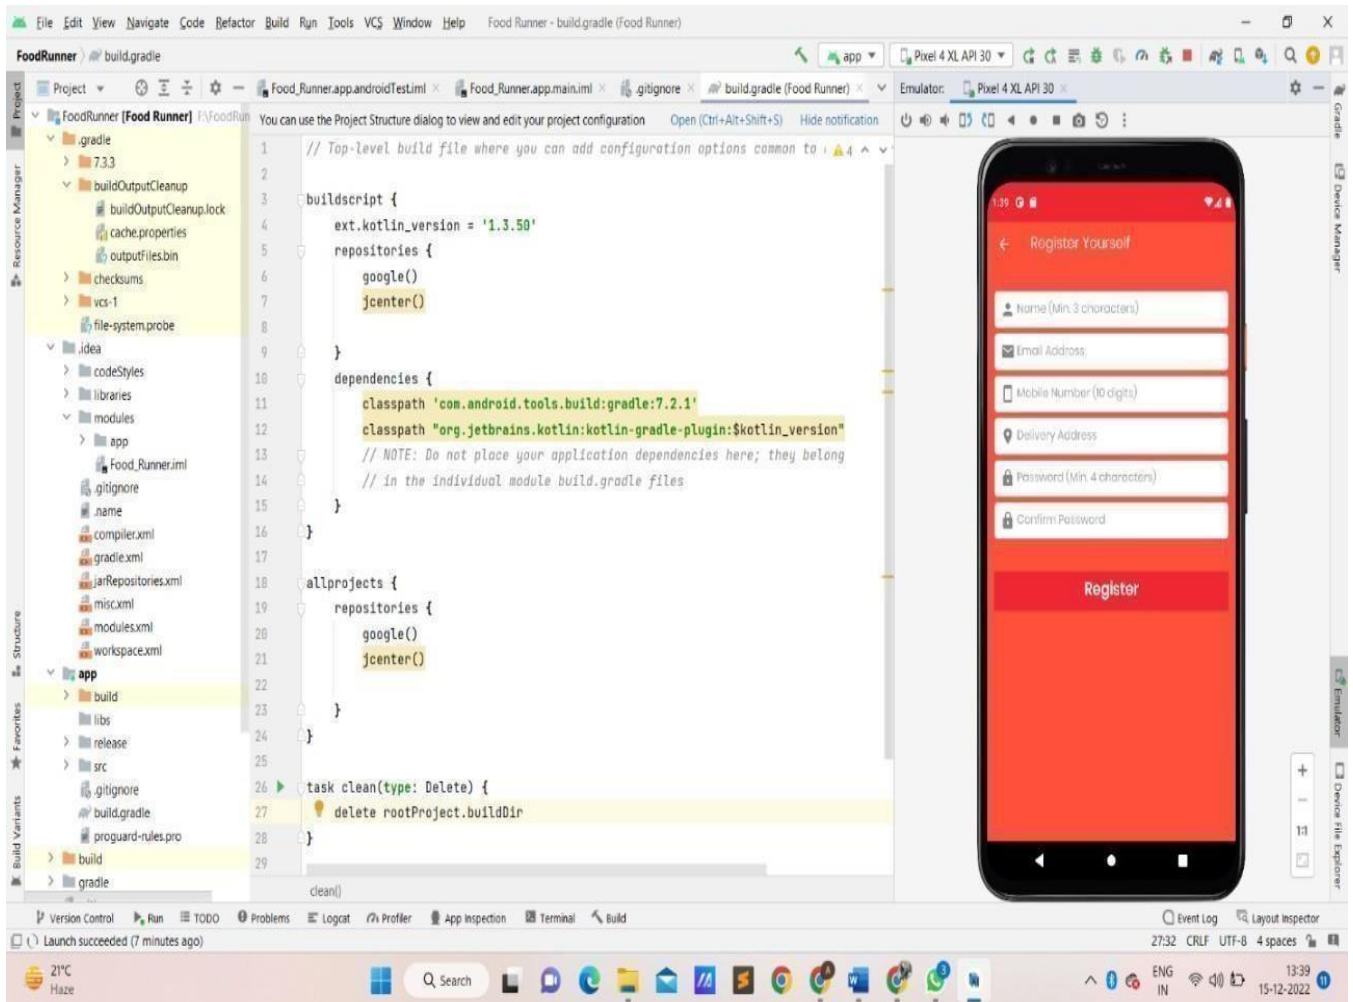 File Edit View Navigate Code Refactor Build Run Tools VCS Window Help Food Runner - build.gradle (Food Runner)
FoodRunner build.gradle app Pixel 4 XL API 30
Project Food_Runner.app.androidTest.iml Food_Runner.app.main.iml .gitignore build.gradle (Food Runner) Emulator: Pixel 4 XL API 30
FoodRunner [Food Runner] F:\FoodRun
You can use the Project Structure dialog to view and edit your project configuration Open (Ctrl+Alt+Shift+S) Hide notification
.gradle
7.3.3
buildOutputCleanup
buildOutputCleanup.lock
cache.properties
outputFiles.bin
checksums
vcs-1
file-system.probe
.idea
codeStyles
libraries
modules
app
Food_Runner.iml
.gitignore
.name
compiler.xml
gradle.xml
jarRepositories.xml
misc.xml
modules.xml
workspace.xml
app
build
libs
release
src
.gitignore
build.gradle
proguard-rules.pro
build
gradle
1 // Top-level build file where you can add configuration options common to 4
2
3 buildscript {
4 ext.kotlin_version = '1.3.50'
5 repositories {
6 google()
7 jcenter()
8
9 }
10 dependencies {
11 classpath 'com.android.tools.build:gradle:7.2.1'
12 classpath "org.jetbrains.kotlin:kotlin-gradle-plugin:$kotlin_version"
13 // NOTE: Do not place your application dependencies here; they belong
14 // in the individual module build.gradle files
15 }
16 }
17
18 allprojects {
19 repositories {
20 google()
21 jcenter()
22
23 }
24 }
25
26 task clean(type: Delete) {
27 delete rootProject.buildDir
28 }
29
clean()
1:39
Register Yourself
Name (Min. 3 characters)
Email Address
Mobile Number (10 digits)
Delivery Address
Password (Min. 4 characters)
Confirm Password
Register
1:1
Project
Resource Manager
Structure
Favorites
Build Variants
Gradle
Device Manager
Emulator
Device File Explorer
Version Control Run TODO Problems Logcat Profiler App Inspection Terminal Build Event Log Layout Inspector
Launch succeeded (7 minutes ago) 27:32 CRLF UTF-8 4 spaces
21°C
Haze
Search
3
ENG
IN
13:39
15-12-2022